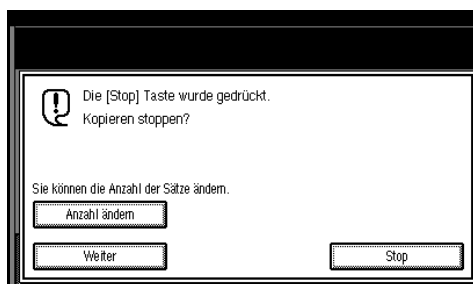 Die [Stop] Taste wurde gedrückt.
Kopieren stoppen?
Sie können die Anzahl der Sätze ändern.
Anzahl ändern
Weiter
Stop